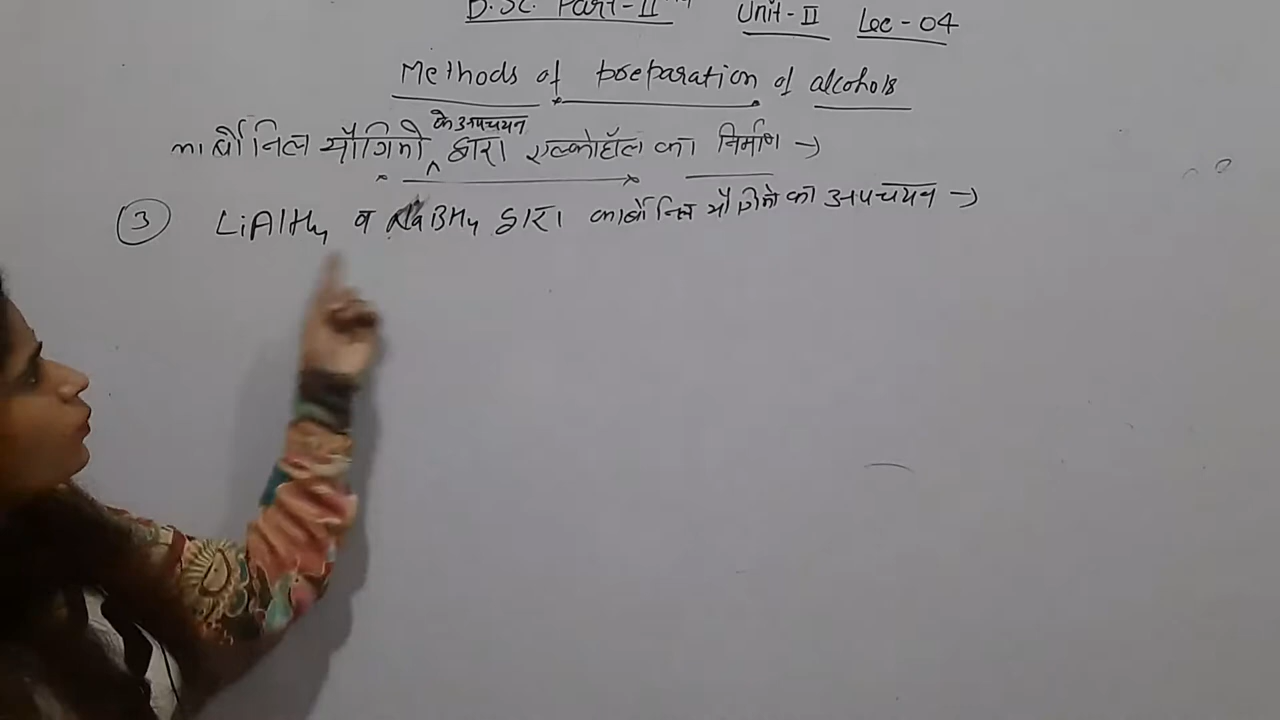 B.Sc. Part-II Unit-II Lec-04
Methods of preparation of alcohols
कार्बोनिल यौगिको के अपचयन द्वारा एल्कोहॉल का निर्माण →
③ LiAlH4 व NaBH4 द्वारा कार्बोनिल यौगिको का अपचयन →